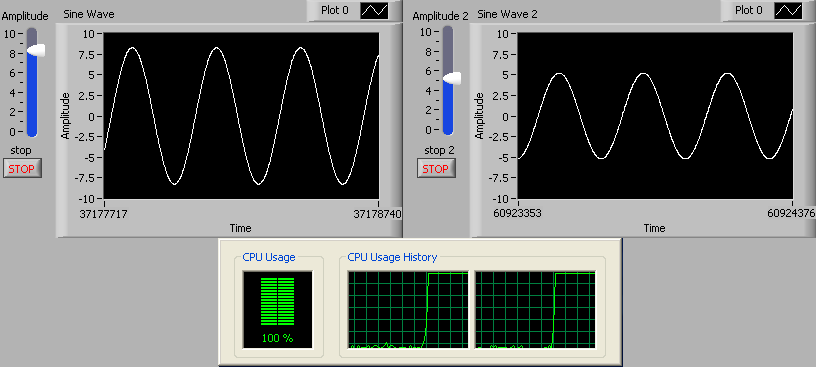 Amplitude
Sine Wave
Plot 0
10
8
6
4
2
0
stop
STOP
Amplitude
10
7.5
5
2.5
0
-2.5
-5
-7.5
-10
37177717
37178740
Time
Amplitude 2
Sine Wave 2
Plot 0
10
8
6
4
2
0
stop 2
STOP
Amplitude
10
7.5
5
2.5
0
-2.5
-5
-7.5
-10
60923353
60924376
Time
CPU Usage
100 %
CPU Usage History